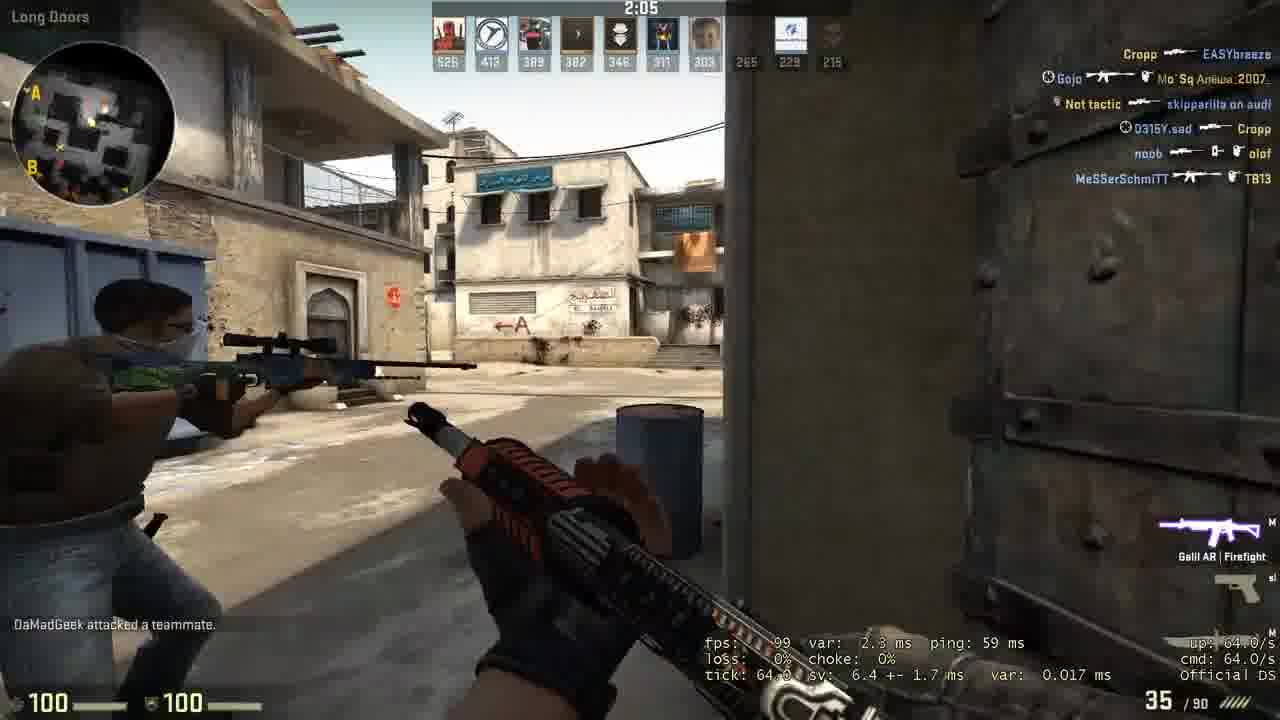 Long Doors
2:05
A
B
526 413 389 382 346 311 303 265 229 215
Cropp EASYbreeze
Gojo Mo`Sq Алёша.2007.
Not tactic skipparilla on audi
D315Y.sad Cropp
noob olof
MeSSerSchmiTT TB13
←A
M
Galil AR | Firefight
M
DaMadGeek attacked a teammate.
fps: 99 var: 2.3 ms ping: 59 ms
loss: 0% choke: 0%
tick: 64.0 sv: 6.4 +- 1.7 ms var: 0.017 ms
up: 64.0/s
cmd: 64.0/s
Official DS
100 100
35 / 90